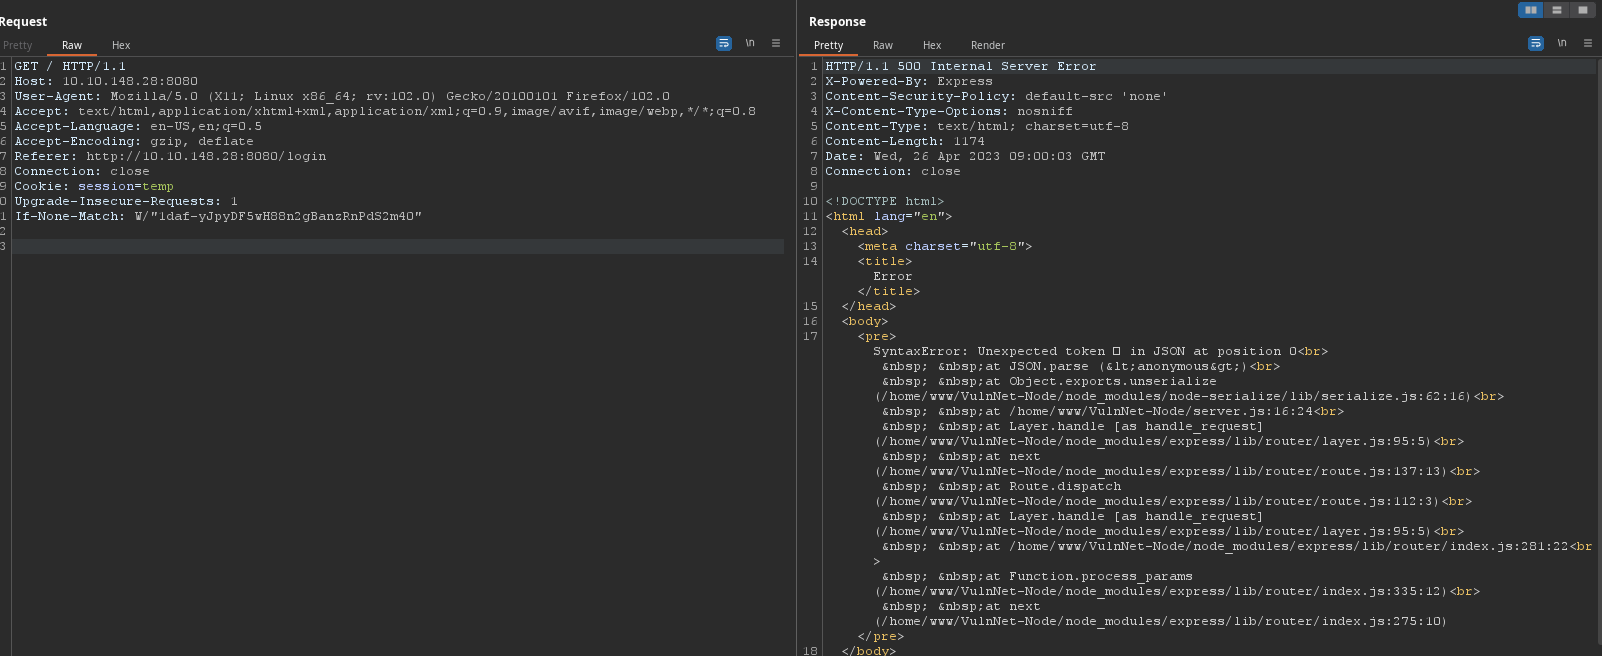 Request
Pretty Raw Hex \n
1 GET / HTTP/1.1
2 Host: 10.10.148.28:8080
3 User-Agent: Mozilla/5.0 (X11; Linux x86_64; rv:102.0) Gecko/20100101 Firefox/102.0
4 Accept: text/html,application/xhtml+xml,application/xml;q=0.9,image/avif,image/webp,*/*;q=0.8
5 Accept-Language: en-US,en;q=0.5
6 Accept-Encoding: gzip, deflate
7 Referer: http://10.10.148.28:8080/login
8 Connection: close
9 Cookie: session=temp
0 Upgrade-Insecure-Requests: 1
1 If-None-Match: W/"1daf-yJpyDF5wH88n2gBanzRnPdS2m40"
2
3
Response
Pretty Raw Hex Render \n
1 HTTP/1.1 500 Internal Server Error
2 X-Powered-By: Express
3 Content-Security-Policy: default-src 'none'
4 X-Content-Type-Options: nosniff
5 Content-Type: text/html; charset=utf-8
6 Content-Length: 1174
7 Date: Wed, 26 Apr 2023 09:00:03 GMT
8 Connection: close
9
10 <!DOCTYPE html>
11 <html lang="en">
12 <head>
13 <meta charset="utf-8">
14 <title>
Error
</title>
15 </head>
16 <body>
17 <pre>
SyntaxError: Unexpected token □ in JSON at position 0<br>
&nbsp; &nbsp;at JSON.parse (&lt;anonymous&gt;)<br>
&nbsp; &nbsp;at Object.exports.unserialize
(/home/www/VulnNet-Node/node_modules/node-serialize/lib/serialize.js:62:16)<br>
&nbsp; &nbsp;at /home/www/VulnNet-Node/server.js:16:24<br>
&nbsp; &nbsp;at Layer.handle [as handle_request]
(/home/www/VulnNet-Node/node_modules/express/lib/router/layer.js:95:5)<br>
&nbsp; &nbsp;at next
(/home/www/VulnNet-Node/node_modules/express/lib/router/route.js:137:13)<br>
&nbsp; &nbsp;at Route.dispatch
(/home/www/VulnNet-Node/node_modules/express/lib/router/route.js:112:3)<br>
&nbsp; &nbsp;at Layer.handle [as handle_request]
(/home/www/VulnNet-Node/node_modules/express/lib/router/layer.js:95:5)<br>
&nbsp; &nbsp;at /home/www/VulnNet-Node/node_modules/express/lib/router/index.js:281:22<br
>
&nbsp; &nbsp;at Function.process_params
(/home/www/VulnNet-Node/node_modules/express/lib/router/index.js:335:12)<br>
&nbsp; &nbsp;at next
(/home/www/VulnNet-Node/node_modules/express/lib/router/index.js:275:10)
</pre>
18 </body>